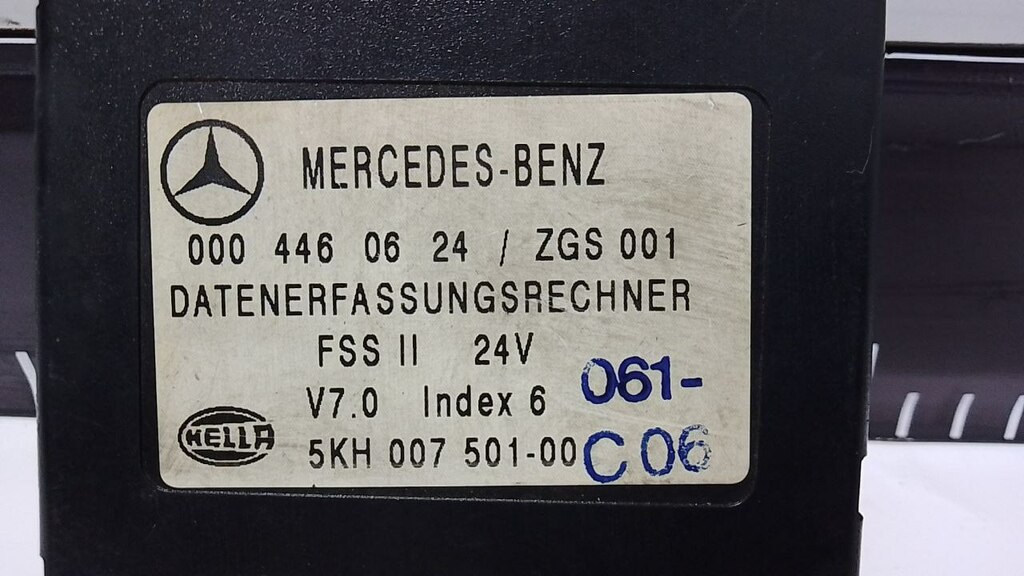 MERCEDES-BENZ
000 446 06 24 / ZGS 001
DATENERFASSUNGSRECHNER
FSS II 24V
V7.0 Index 6 061-
HELLA 5KH 007 501-00 C 06